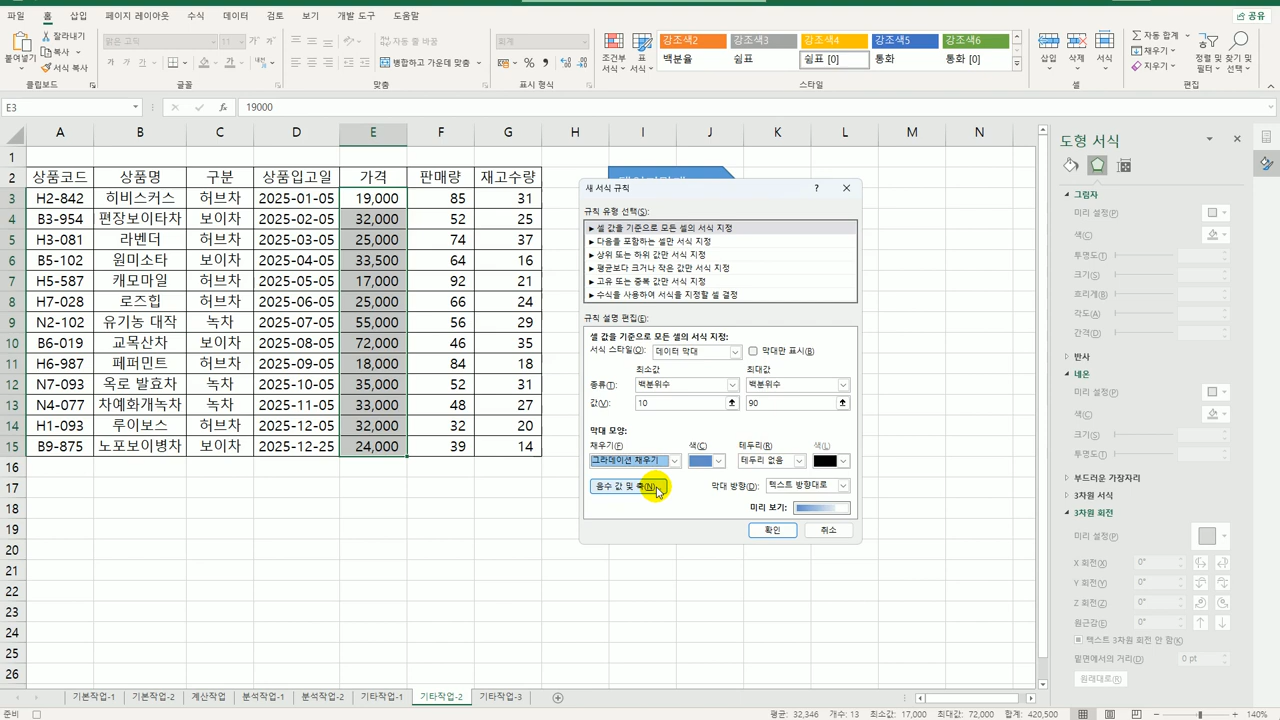 파일 홈 삽입 페이지 레이아웃 수식 데이터 검토 보기 개발 도구 도움말 공유
잘라내기 맑은 고딕 11 자동 줄 바꿈 회계 강조색2 강조색3 강조색4 강조색5 강조색6 자동 합계
붙여넣기 복사 채우기
서식 복사 병합하고 가운데 맞춤 조건부 서식 표 서식 백분율 쉼표 쉼표 [0] 통화 통화 [0] 삽입 삭제 서식 지우기 정렬 및 필터 찾기 및 선택
클립보드 글꼴 맞춤 표시 형식 스타일 셀 편집
E3 fx 19000
A B C D E F G H I J K L M N
1
2 상품코드 상품명 구분 상품입고일 가격 판매량 재고수량
3 H2-842 히비스커스 허브차 2025-01-05 19,000 85 31
4 B3-954 편장보이타차 보이차 2025-02-05 32,000 52 25
5 H3-081 라벤더 허브차 2025-03-05 25,000 74 37
6 B5-102 원미소타 보이차 2025-04-05 33,500 64 16
7 H5-587 캐모마일 허브차 2025-05-05 17,000 92 21
8 H7-028 로즈힙 허브차 2025-06-05 25,000 66 24
9 N2-102 유기농 대작 녹차 2025-07-05 55,000 56 29
10 B6-019 교목산차 보이차 2025-08-05 72,000 46 35
11 H6-987 페퍼민트 허브차 2025-09-05 18,000 84 18
12 N7-093 옥로 발효차 녹차 2025-10-05 35,000 52 31
13 N4-077 차예화개녹차 녹차 2025-11-05 33,000 48 27
14 H1-093 루이보스 허브차 2025-12-05 32,000 32 20
15 B9-875 노포보이병차 보이차 2025-12-25 24,000 39 14
16
17
18
19
20
21
22
23
24
25
26
새 서식 규칙
규칙 유형 선택(S):
► 셀 값을 기준으로 모든 셀의 서식 지정
► 다음을 포함하는 셀만 서식 지정
► 상위 또는 하위 값만 서식 지정
► 평균보다 크거나 작은 값만 서식 지정
► 고유 또는 중복 값만 서식 지정
► 수식을 사용하여 서식을 지정할 셀 결정
규칙 설명 편집(E):
셀 값을 기준으로 모든 셀의 서식 지정:
서식 스타일(O): 데이터 막대 막대만 표시(B)
최소값 최대값
종류(T): 백분위수 백분위수
값(V): 10 90
막대 모양:
채우기(F) 색(C) 테두리(R) 색(L)
그라데이션 채우기 테두리 없음
음수 값 및 축(N)... 막대 방향(D): 텍스트 방향대로
미리 보기:
확인 취소
도형 서식
그림자
미리 설정(P)
색(C)
투명도(T)
크기(S)
흐리게(B)
각도(A)
간격(D)
반사
네온
미리 설정(P)
색(C)
크기(S)
투명도(T)
부드러운 가장자리
3차원 서식
3차원 회전
미리 설정(P)
X 회전(X) 0°
Y 회전(Y) 0°
Z 회전(Z) 0°
원근감(E) 0°
텍스트 3차원 회전 안 함(K)
밑면에서의 거리(D) 0 pt
원래대로(R)
기본작업-1 기본작업-2 계산작업 분석작업-1 분석작업-2 기타작업-1 기타작업-2 기타작업-3
준비 평균: 32,346 개수: 13 최소값: 17,000 최대값: 72,000 합계: 420,500 140%